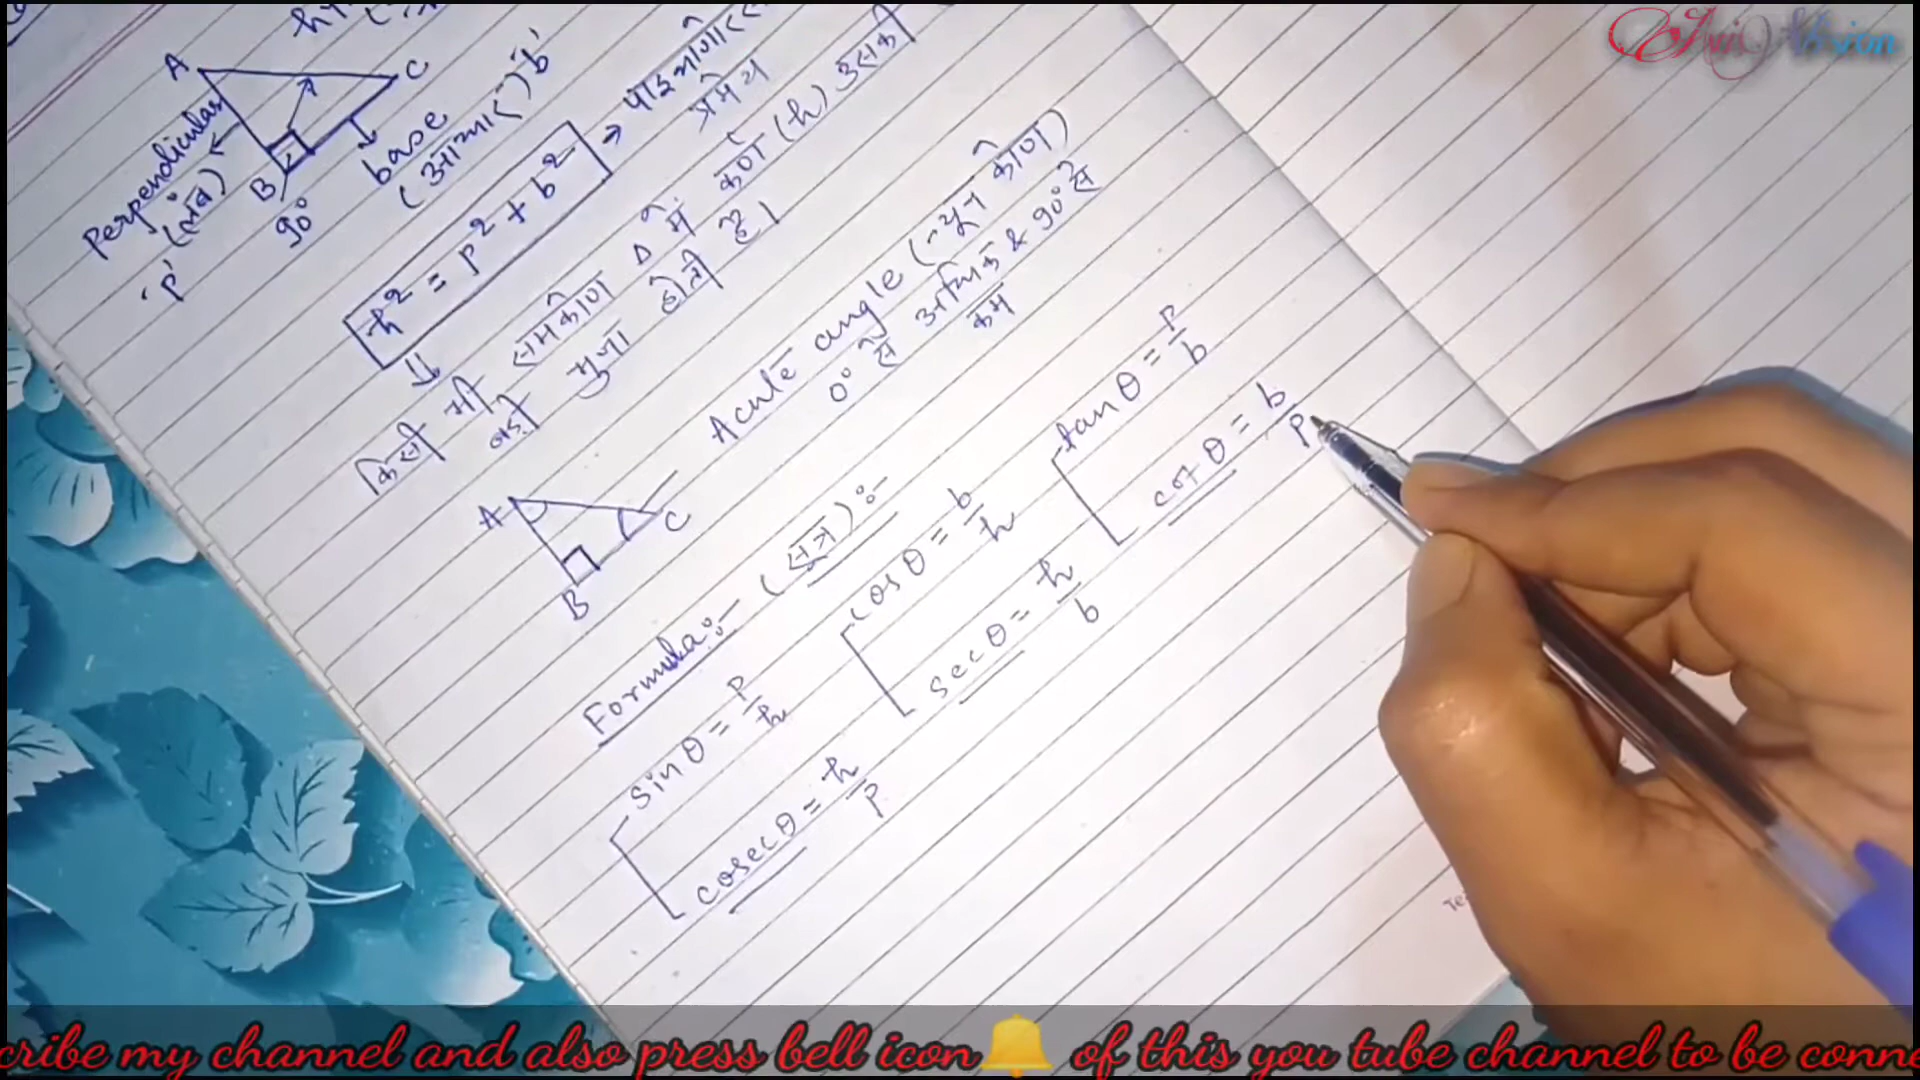 A
C
B
90°
Perpendicular
(लंब)
'P'
base
(आधार) 'b'
h² = p² + b²
→ पाइथागोरस
प्रमेय
किसी भी समकोण Δ में कर्ण (h) उसकी
बड़ी भुजा होती है।
A
B
C
Acute angle (न्यून कोण)
0° से अधिक & 90° से
कम
Formula:- (सूत्र):-
sin θ = P/h
cos θ = b/h
tan θ = P/b
cosec θ = h/P
sec θ = h/b
cot θ = b/P
cribe my channel and also press bell icon🔔 of this you tube channel to be conne